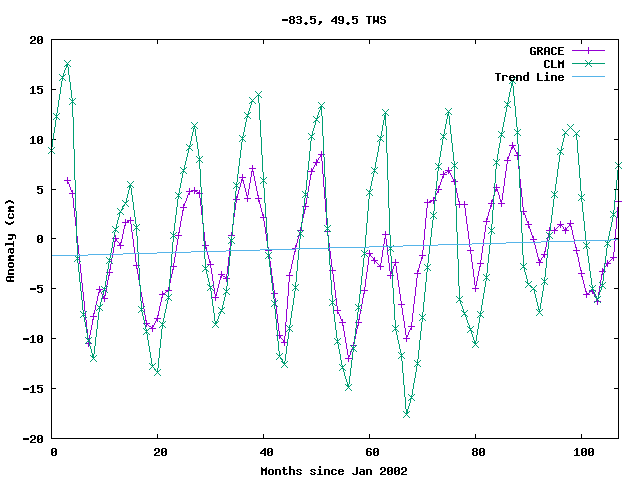 -83.5, 49.5 TWS
GRACE
CLM
Trend Line
20
15
10
5
0
-5
-10
-15
-20
Anomaly (cm)
0 20 40 60 80 100
Months since Jan 2002